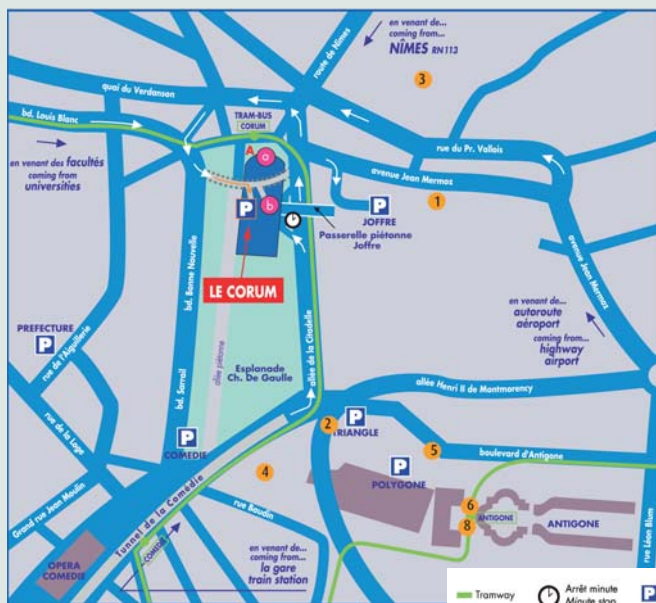 en venant de...
coming from...
NÎMES RN113
3
route de Nîmes
quai du Verdanson
bd. Louis Blanc
TRAM-BUS
CORUM
A
a
rue du Pr. Vallois
avenue Jean Mermoz
en venant des facultés
coming from
universities
P
b
P
JOFFRE
1
Passerelle piétonne
Joffre
LE CORUM
bd. Bonne Nouvelle
allée piétonne
allée de la Citadelle
avenue Jean Mermoz
en venant de...
autoroute
aéroport
coming from...
highway
airport
PREFECTURE
P
rue de l'Aiguillerie
Esplanade
Ch. De Gaulle
bd. Sarrail
allée Henri II de Montmorency
rue de la Loge
P
COMEDIE
2
P
TRIANGLE
5
boulevard d'Antigone
4
P
POLYGONE
6
ANTIGONE
8
ANTIGONE
Grand rue Jean Moulin
Tunnel de la Comédie
rue Baudin
COMEDIE
rue Léon Blum
OPERA
COMEDIE
en venant de...
coming from...
la gare
train station
Tramway
Arrêt minute
Minute stop
P